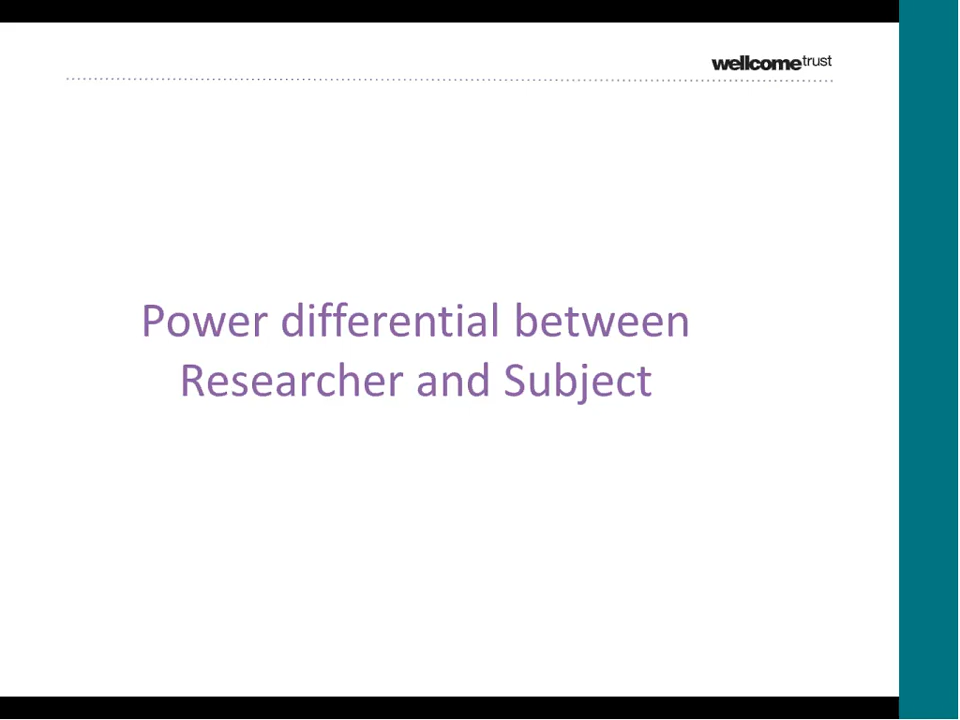 wellcometrust
Power differential between
Researcher and Subject